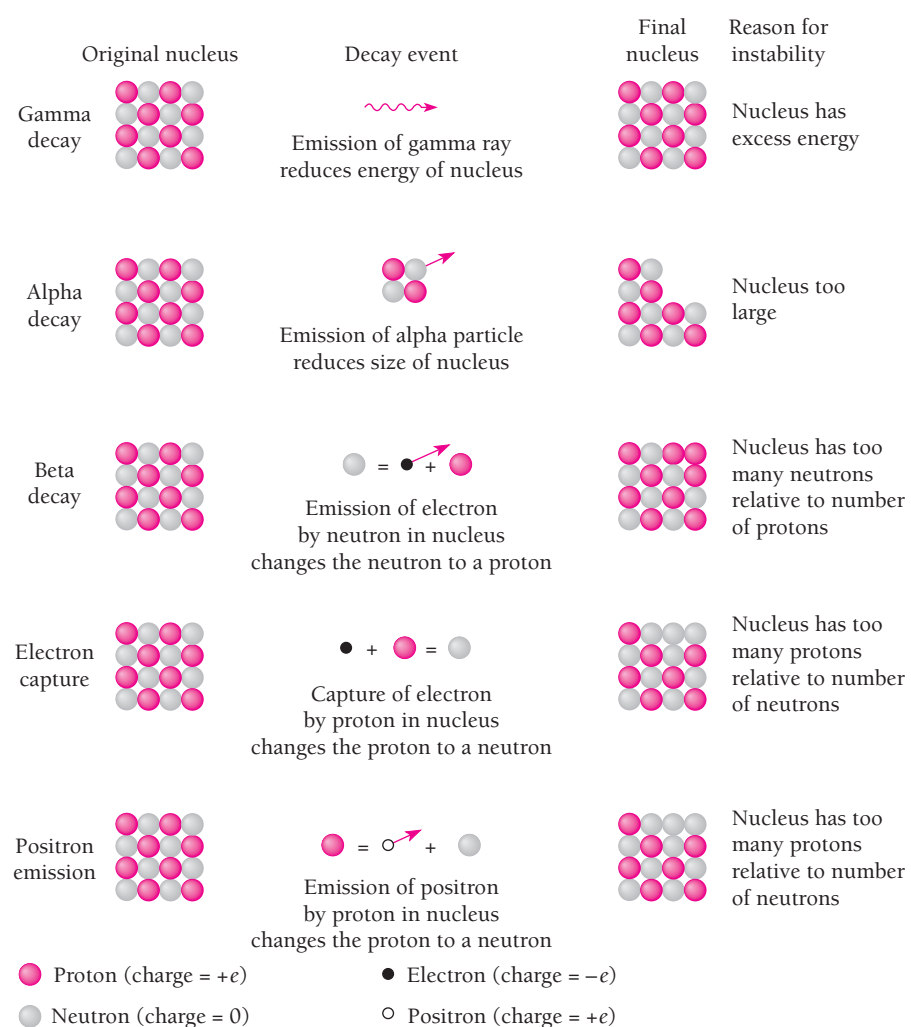 Original nucleus
Decay event
Final
nucleus
Reason for
instability
Gamma
decay
Emission of gamma ray
reduces energy of nucleus
Nucleus has
excess energy
Alpha
decay
Emission of alpha particle
reduces size of nucleus
Nucleus too
large
Beta
decay
= +
Emission of electron
by neutron in nucleus
changes the neutron to a proton
Nucleus has too
many neutrons
relative to number
of protons
Electron
capture
+ =
Capture of electron
by proton in nucleus
changes the proton to a neutron
Nucleus has too
many protons
relative to number
of neutrons
Positron
emission
= +
Emission of positron
by proton in nucleus
changes the proton to a neutron
Nucleus has too
many protons
relative to number
of neutrons
Proton (charge = +e)
Electron (charge = –e)
Neutron (charge = 0)
Positron (charge = +e)